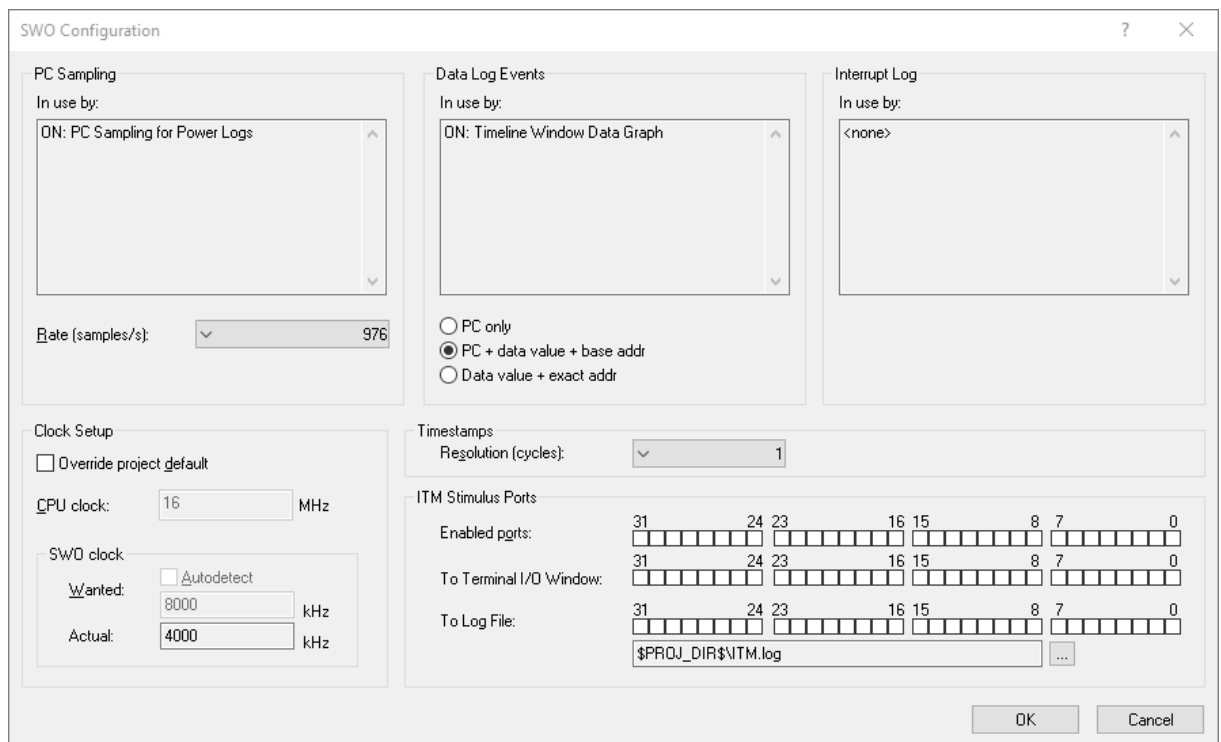 SWO Configuration
PC Sampling
In use by:
ON: PC Sampling for Power Logs
Rate (samples/s):
976
Data Log Events
In use by:
ON: Timeline Window Data Graph
PC only
PC + data value + base addr
Data value + exact addr
Interrupt Log
In use by:
<none>
Clock Setup
Override project default
CPU clock:
16
MHz
SWO clock
Wanted:
Autodetect
8000
kHz
Actual:
4000
kHz
Timestamps
Resolution (cycles):
1
ITM Stimulus Ports
Enabled ports:
31 24 23 16 15 8 7 0
To Terminal I/O Window:
31 24 23 16 15 8 7 0
To Log File:
31 24 23 16 15 8 7 0
$PROJ_DIR$\ITM.log
...
OK
Cancel